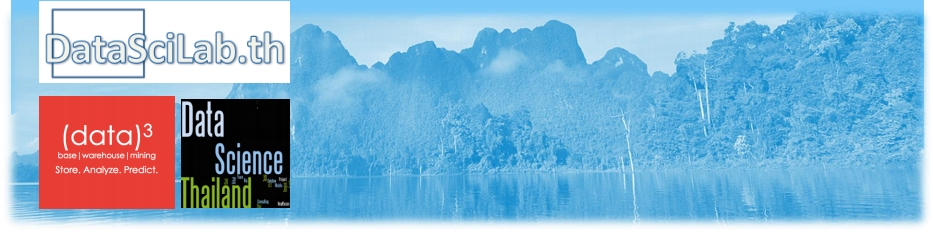 DataSciLab.th
(data)³
base|warehouse|mining
Store. Analyze. Predict.
Data
Science
Thailand